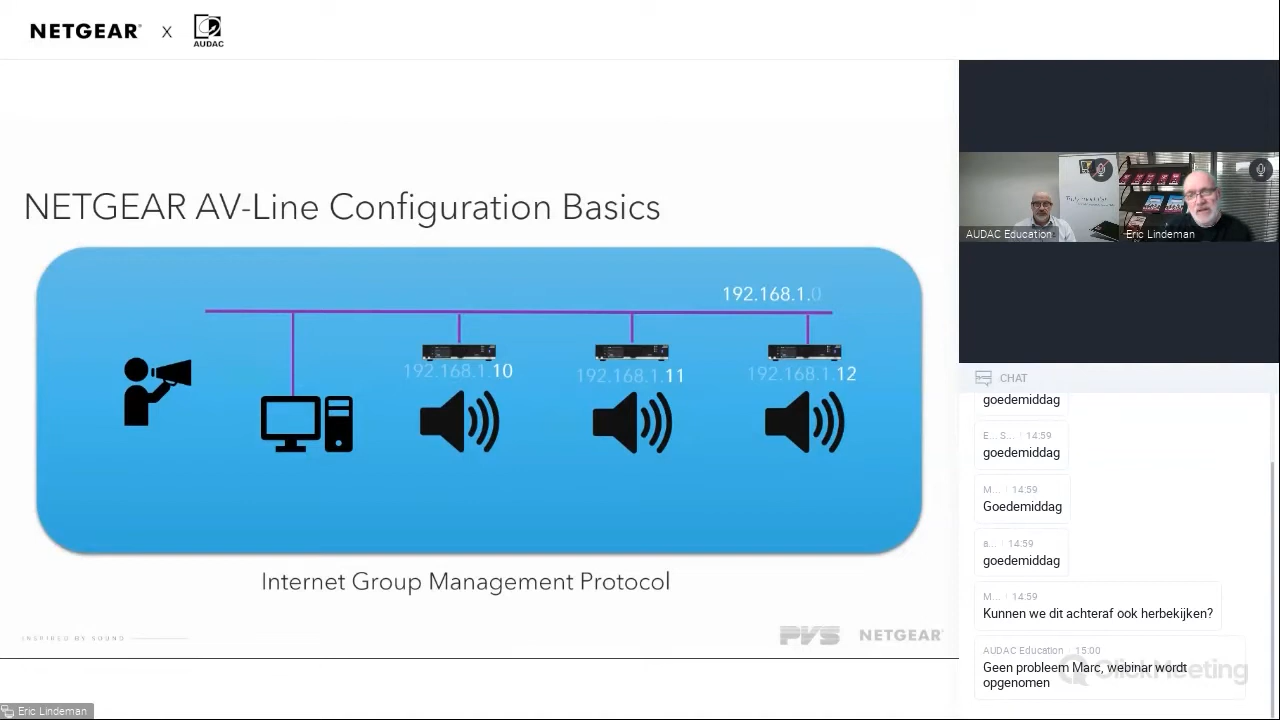 NETGEAR x AUDAC
NETGEAR AV-Line Configuration Basics
192.168.1.0
192.168.1.10
192.168.1.11
192.168.1.12
Internet Group Management Protocol
INSPIRED BY SOUND
PVS NETGEAR
Eric Lindeman
AUDAC Education
Eric Lindeman
CHAT
goedemiddag
E... S... 14:59
goedemiddag
M... 14:59
Goedemiddag
a... 14:59
goedemiddag
M... 14:59
Kunnen we dit achteraf ook herbekijken?
AUDAC Education 15:00
Geen probleem Marc, webinar wordt
opgenomen
ClickMeeting